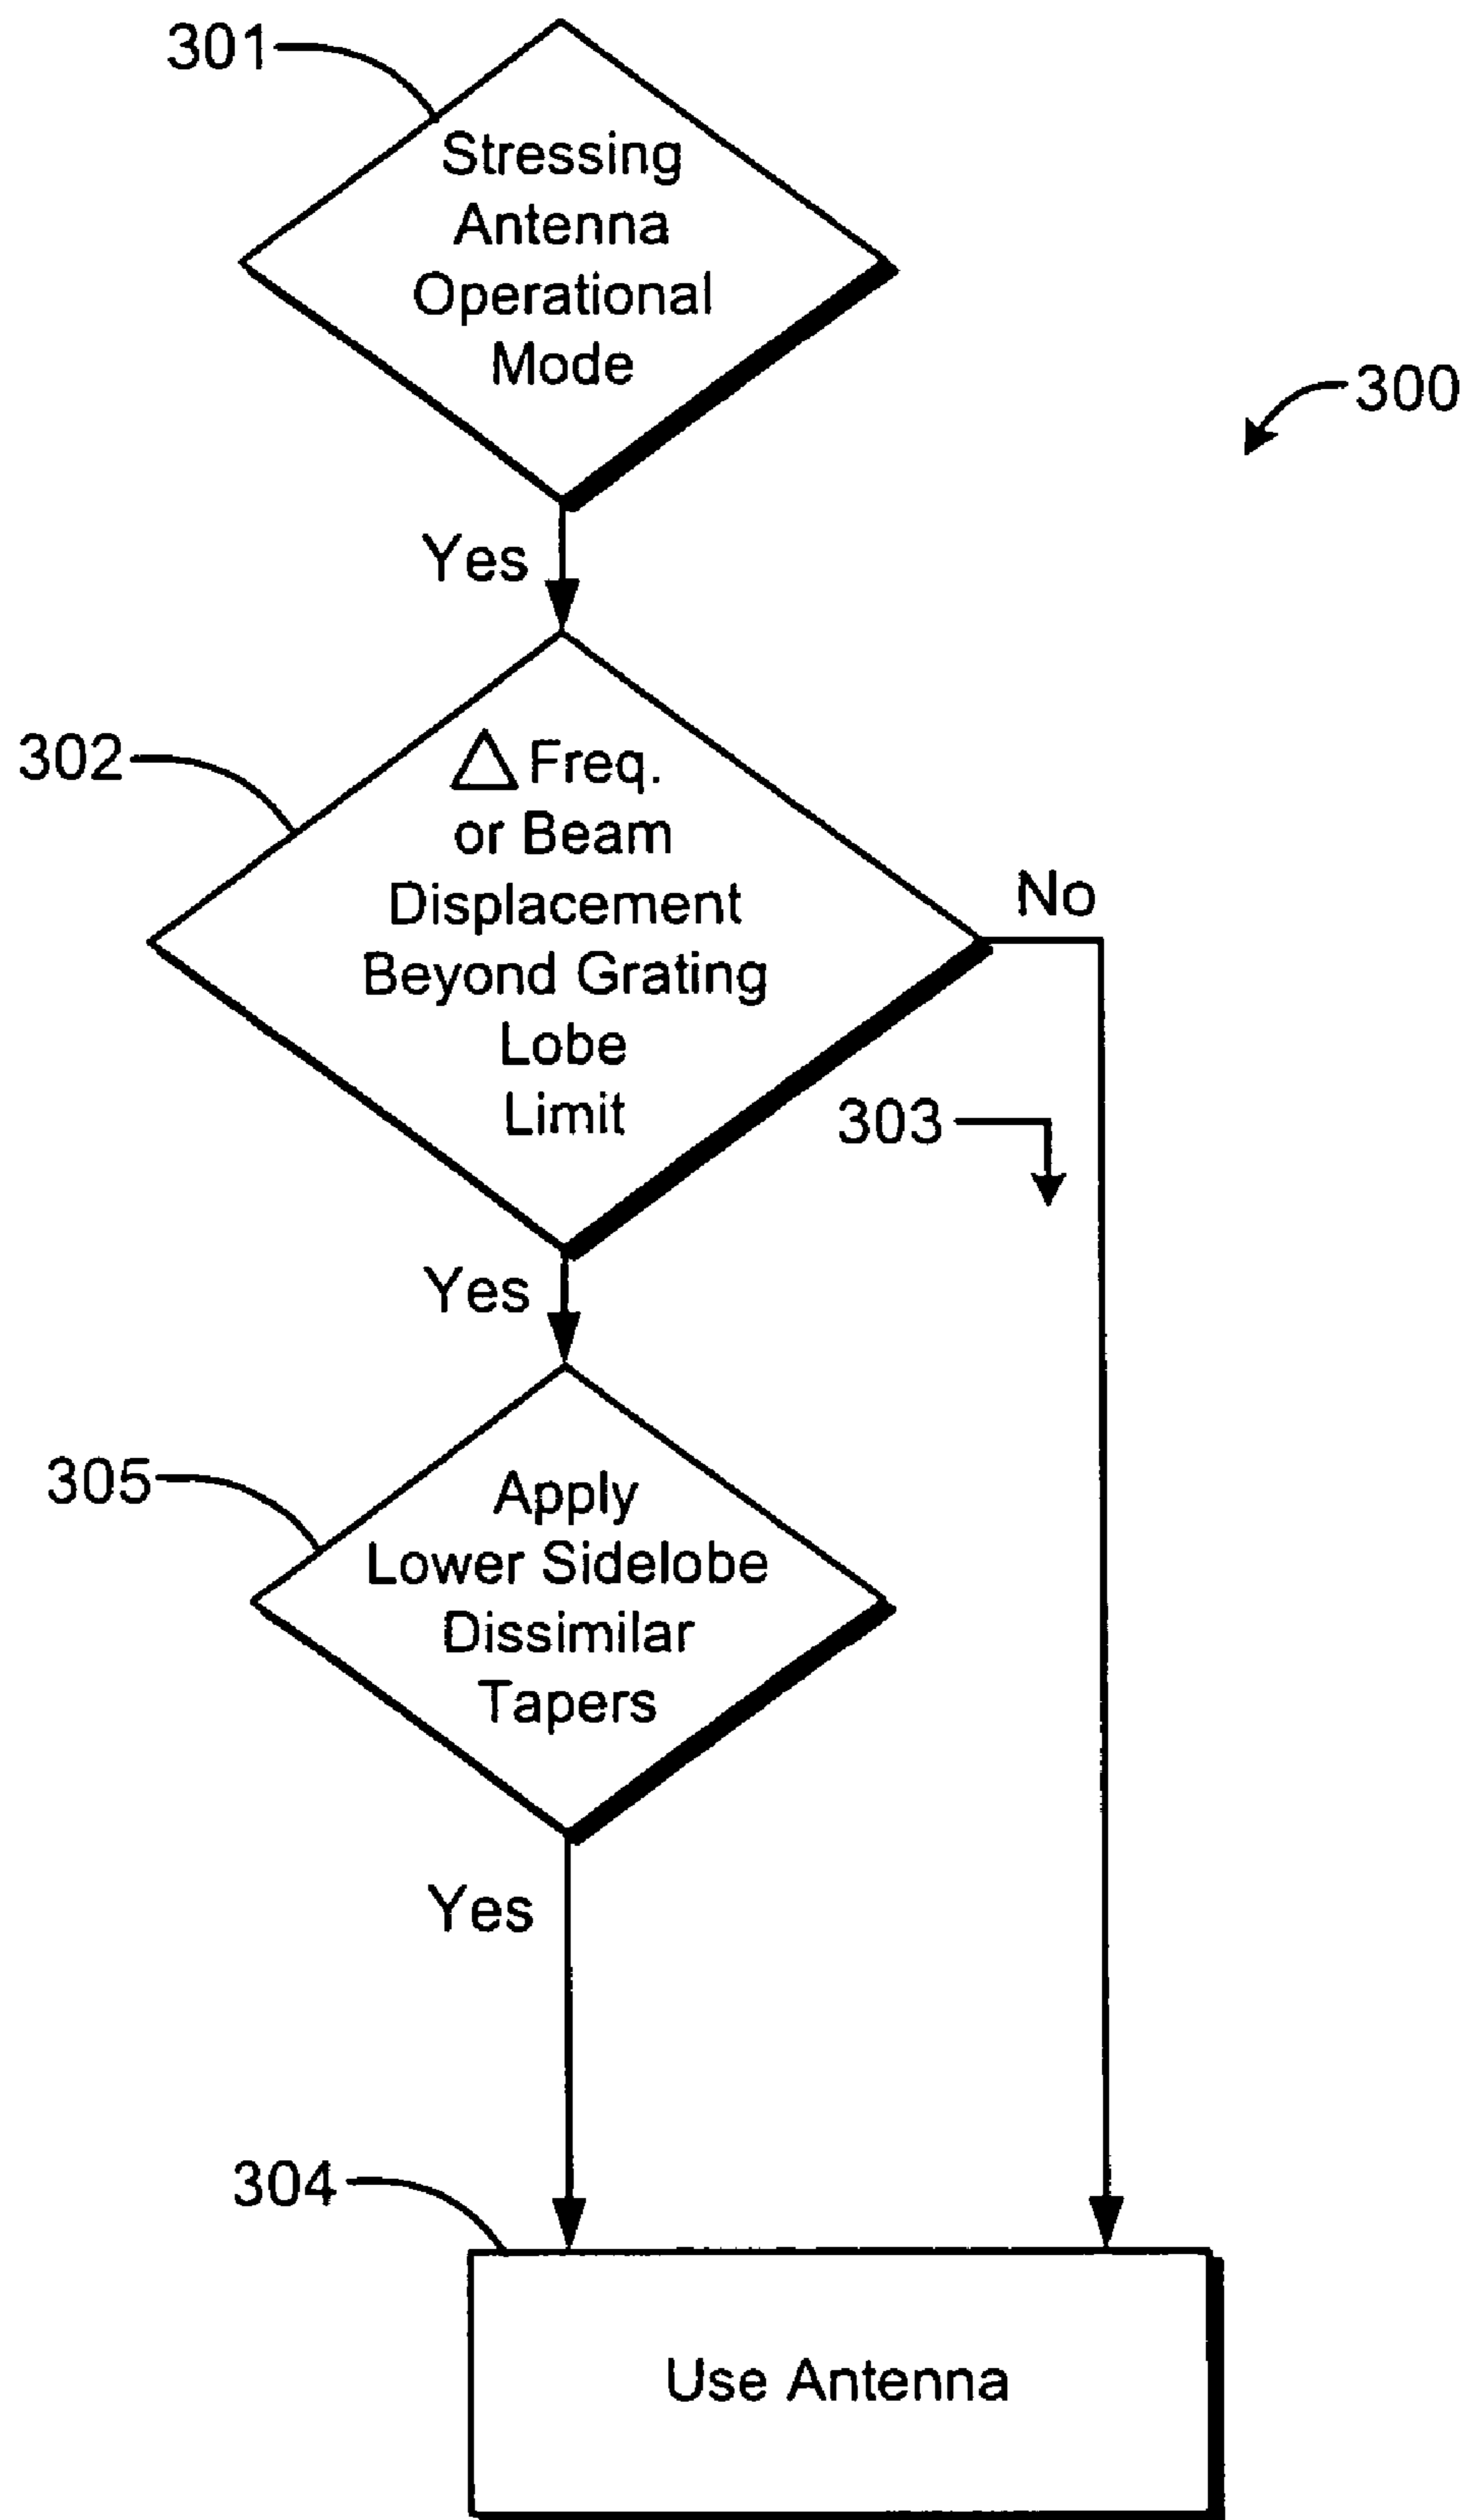 301
Stressing
Antenna
Operational
Mode
300
Yes
302
△ Freq.
or Beam
Displacement
Beyond Grating
Lobe
Limit
No
303
Yes
305
Apply
Lower Sidelobe
Dissimilar
Tapers
Yes
304
Use Antenna